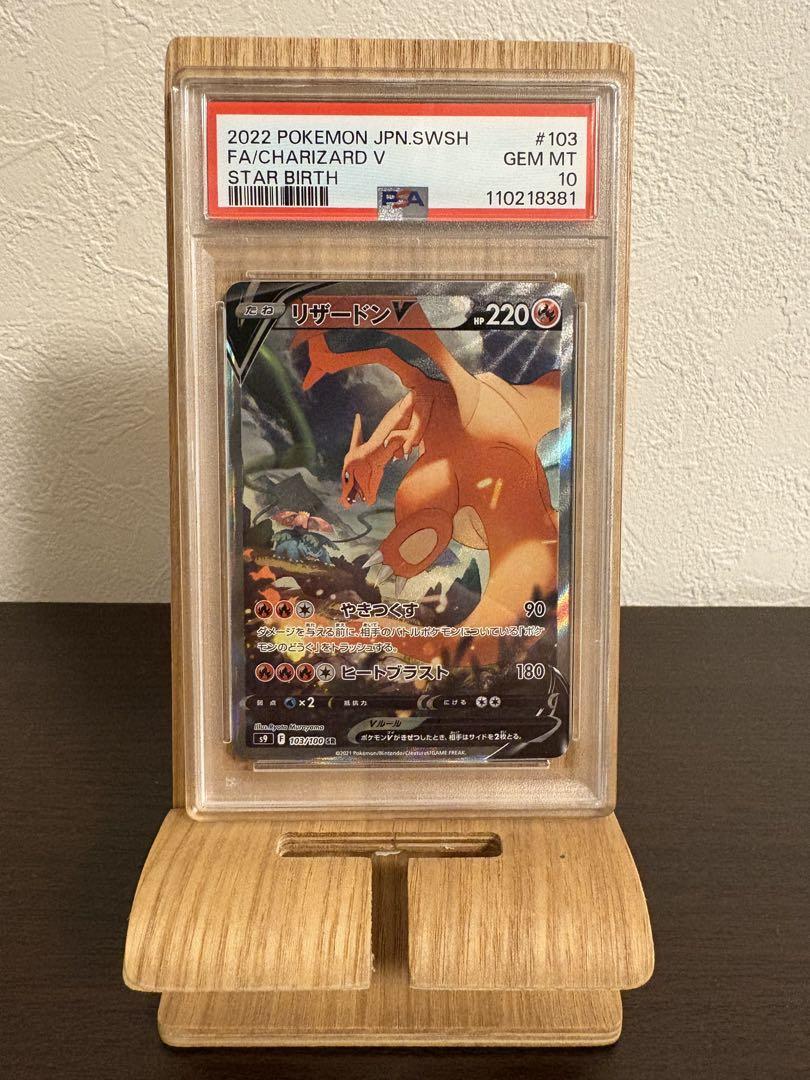 2022 POKEMON JPN.SWSH #103
FA/CHARIZARD V GEM MT
STAR BIRTH 10
PSA 110218381
たね リザードンV HP 220
やきつくす 90
ダメージを与える前に、相手のバトルポケモンについている「ポケ
モンのどうぐ」をトラッシュする。
ヒートブラスト 180
弱点 ×2 抵抗力 にげる
Vルール
ポケモンVがきぜつしたとき、相手はサイドを2枚とる。
Illus. Ryota Murayama
s9 F 103/100 SR
©2021 Pokémon/Nintendo/Creatures/GAME FREAK.